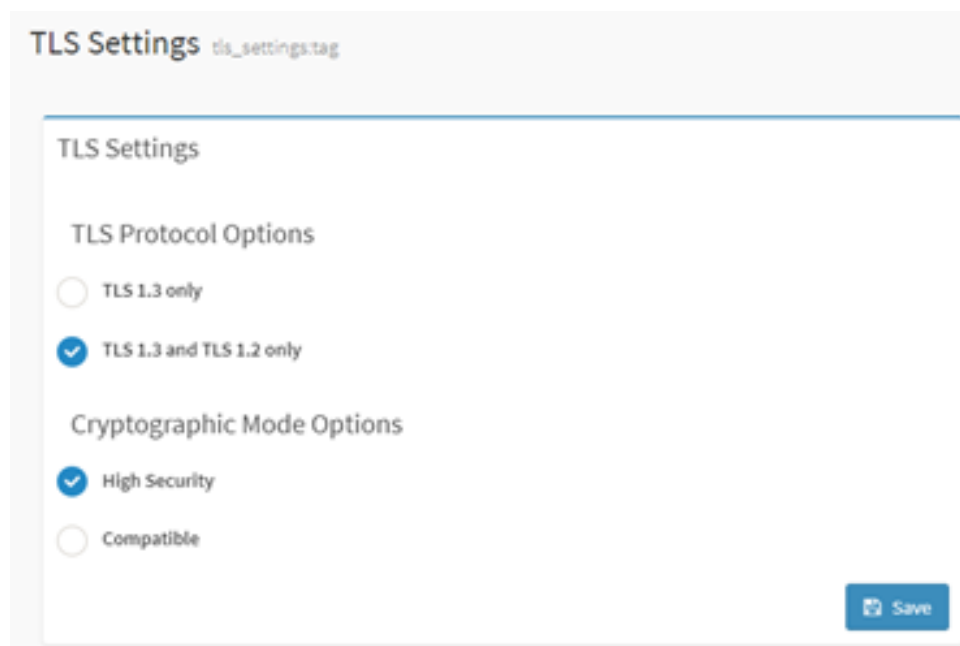 TLS Settings tls_settings:tag
TLS Settings
TLS Protocol Options
TLS 1.3 only
TLS 1.3 and TLS 1.2 only
Cryptographic Mode Options
High Security
Compatible
Save